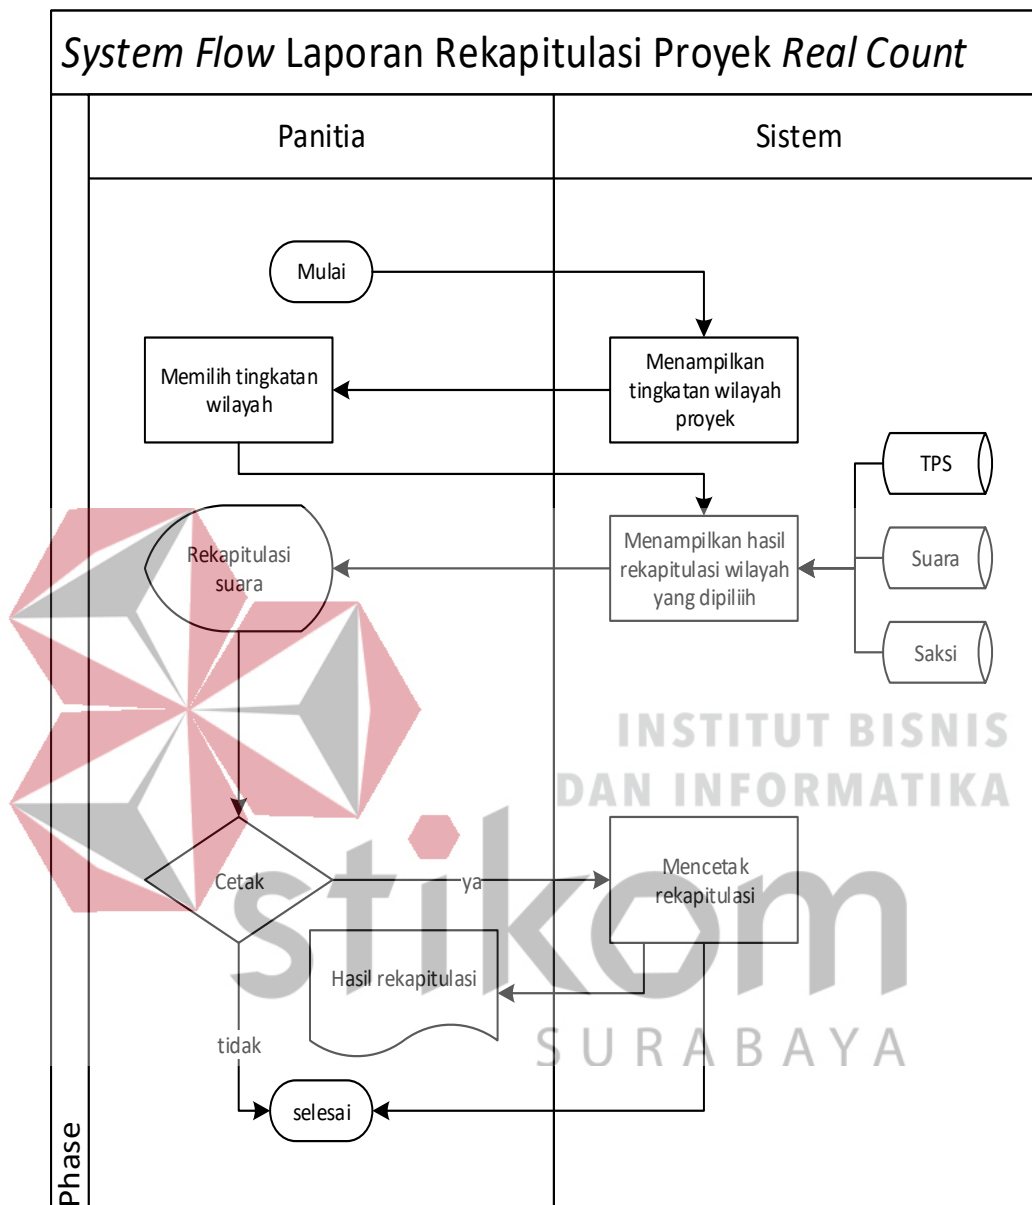 System Flow Laporan Rekapitulasi Proyek Real Count
Panitia
Sistem
Mulai
Memilih tingkatan
wilayah
Menampilkan
tingkatan wilayah
proyek
TPS
Rekapitulasi
suara
Menampilkan hasil
rekapitulasi wilayah
yang dipiliih
Suara
Saksi
INSTITUT BISNIS
DAN INFORMATIKA
Cetak
ya
Mencetak
rekapitulasi
stikom
Hasil rekapitulasi
SURABAYA
tidak
selesai
Phase